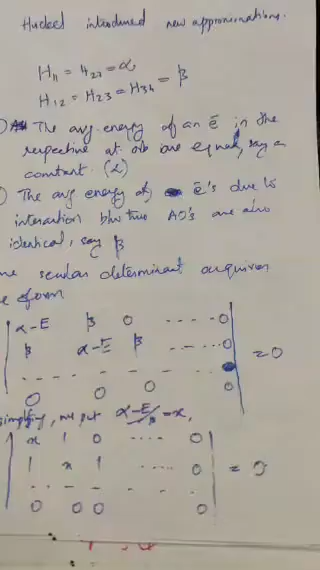 Huckel introduced new approximations.
H₁₁ = H₂₂ = α
H₁₂ = H₂₃ = H₃₄ = β
The avg energy of an ē in the
respective at. orb are equal, say a
constant. (α)
) The avg energy of ē's due to
interaction b/w two AO's are also
identical, say β
secular determinant acquires
form
α-E β 0 ----- 0
β α-E β ----- 0 = 0
- - - - - - - -
0 0 0 0
simplify, we put α-E/β = x,
x 1 0 ---- 0
1 x 1 ---- 0 = 0
- - - - - -
0 0 0 0